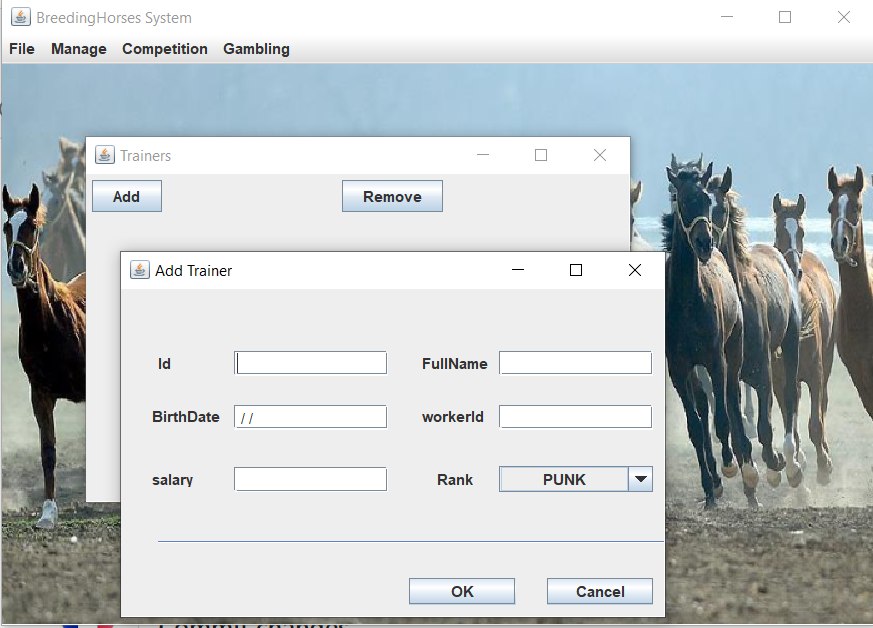 BreedingHorses System
File Manage Competition Gambling
Trainers
Add Remove
Add Trainer
Id FullName
BirthDate / / workerId
salary Rank PUNK
OK Cancel